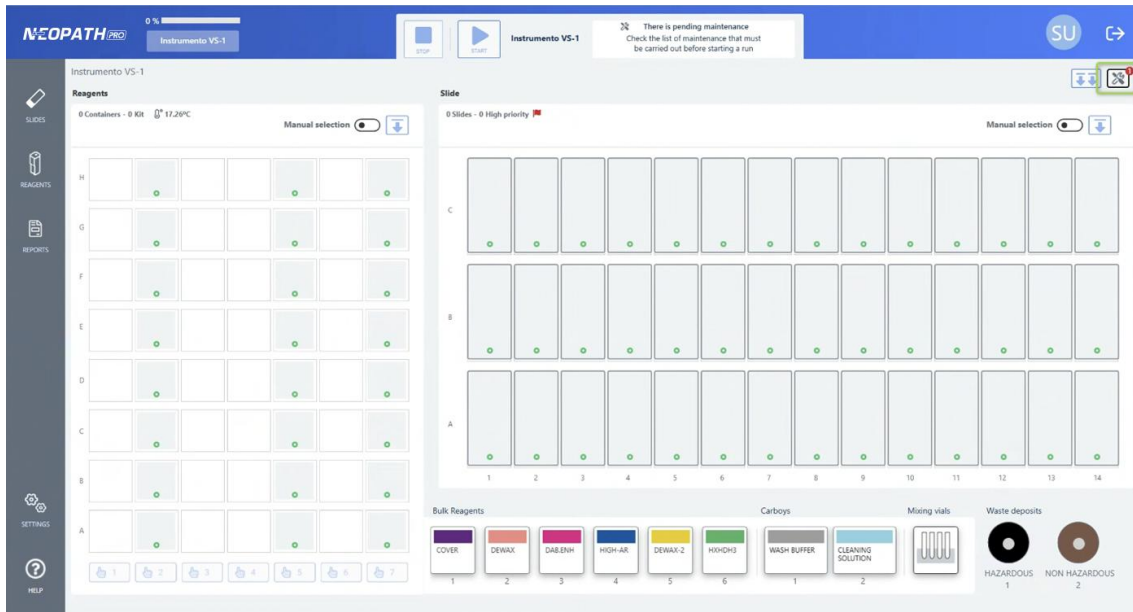 NEOPATH PRO
0 %
Instrumento VS-1
STOP
START
Instrumento VS-1
There is pending maintenance
Check the list of maintenance that must
be carried out before starting a run
SU
SLIDES
REAGENTS
REPORTS
SETTINGS
HELP
Instrumento VS-1
1
Reagents
0 Containers - 0 Kit 17.26ºC
Manual selection
H
G
F
E
D
C
B
A
1 2 3 4 5 6 7
Slide
0 Slides - 0 High priority
Manual selection
C
B
A
1 2 3 4 5 6 7 8 9 10 11 12 13 14
Bulk Reagents
COVER DEWAX DAB.ENH HIGH-AR DEWAX-2 HXHDH3
1 2 3 4 5 6
Carboys
WASH BUFFER CLEANING
SOLUTION
1 2
Mixing vials
Waste deposits
HAZARDOUS NON HAZARDOUS
1 2